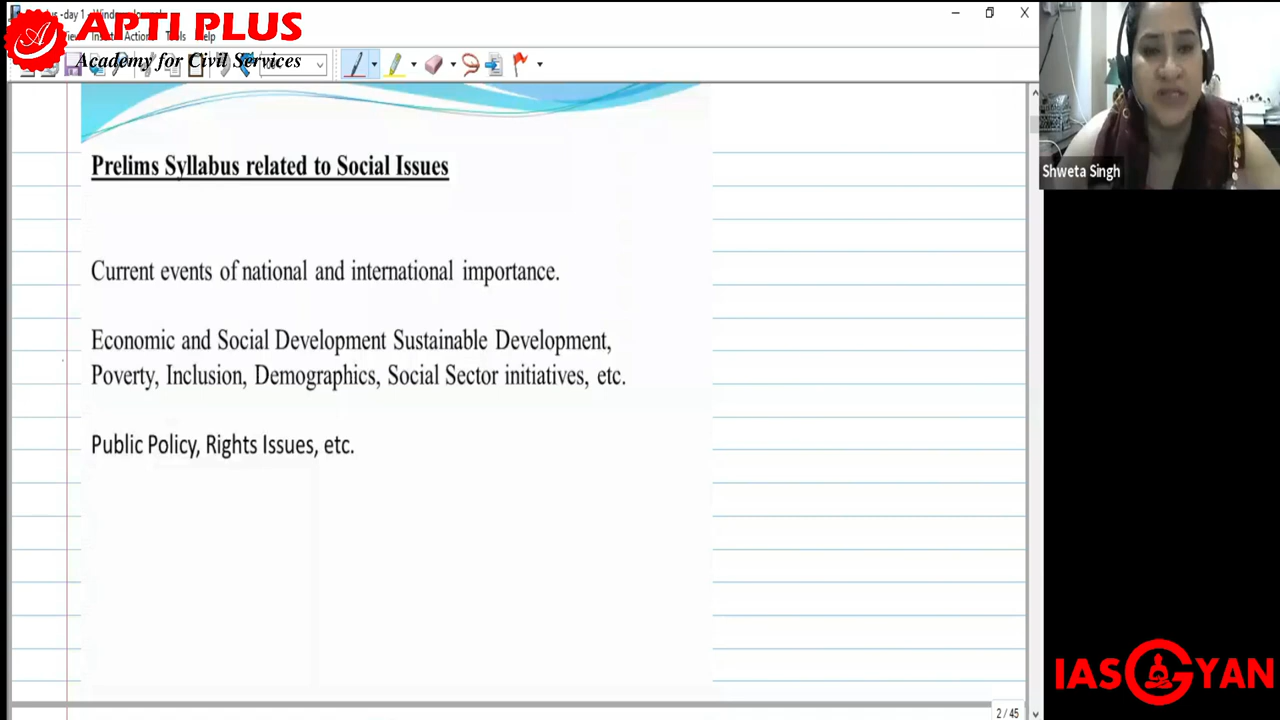 APTI PLUS
Academy for Civil Services
Prelims Syllabus related to Social Issues
Current events of national and international importance.
Economic and Social Development Sustainable Development,
Poverty, Inclusion, Demographics, Social Sector initiatives, etc.
Public Policy, Rights Issues, etc.
Shweta Singh
IAS GYAN
2 / 45